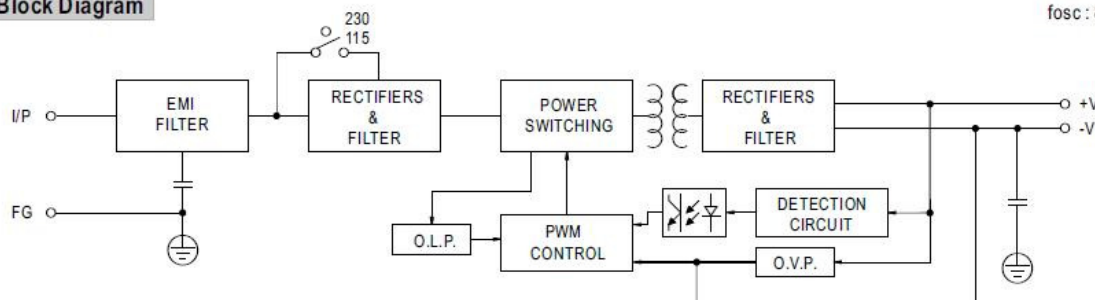 Block Diagram
fosc :
230
115
I/P
EMI
FILTER
RECTIFIERS
&
FILTER
POWER
SWITCHING
RECTIFIERS
&
FILTER
+V
-V
FG
O.L.P.
PWM
CONTROL
DETECTION
CIRCUIT
O.V.P.